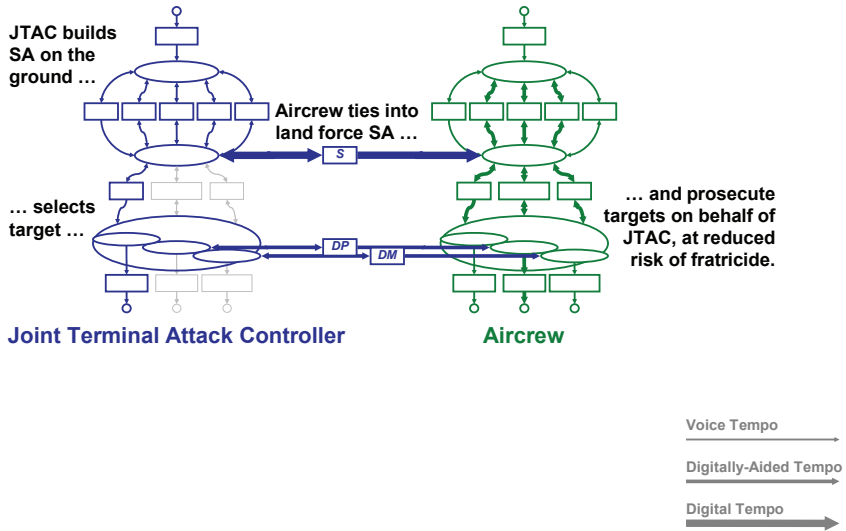 JTAC builds
SA on the
ground …
Aircrew ties into
land force SA …
S
… selects
target …
… and prosecute
targets on behalf of
JTAC, at reduced
risk of fratricide.
DP
DM
Joint Terminal Attack Controller
Aircrew
Voice Tempo
Digitally-Aided Tempo
Digital Tempo